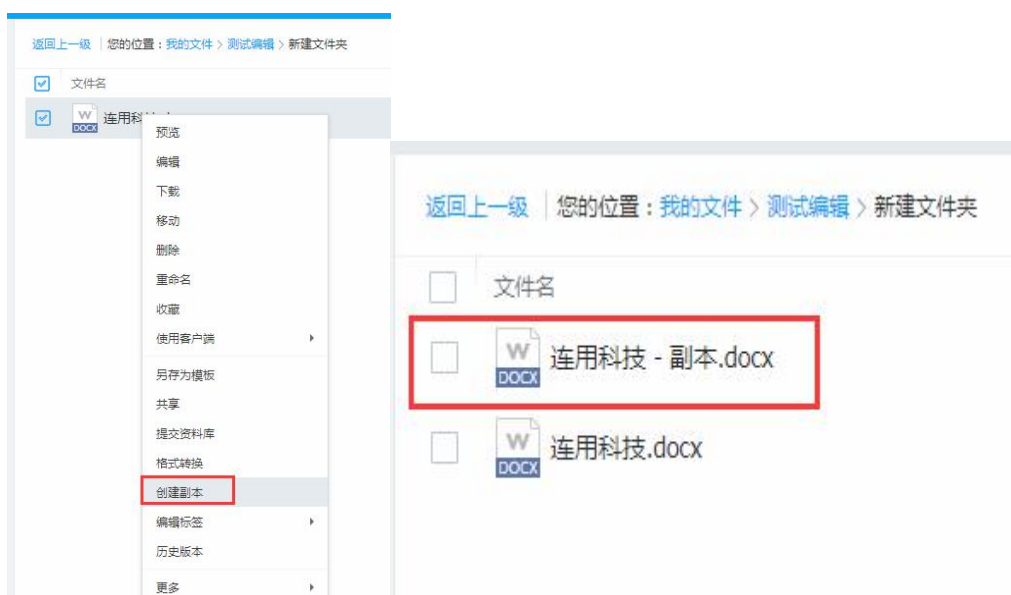 返回上一级 | 您的位置：我的文件 > 测试编辑 > 新建文件夹
文件名
W DOCX 连用科
预览
编辑
下载
移动
删除
重命名
收藏
使用客户端
另存为模板
共享
提交资料库
格式转换
创建副本
编辑标签
历史版本
更多
返回上一级 | 您的位置：我的文件 > 测试编辑 > 新建文件夹
文件名
W DOCX 连用科技 - 副本.docx
W DOCX 连用科技.docx